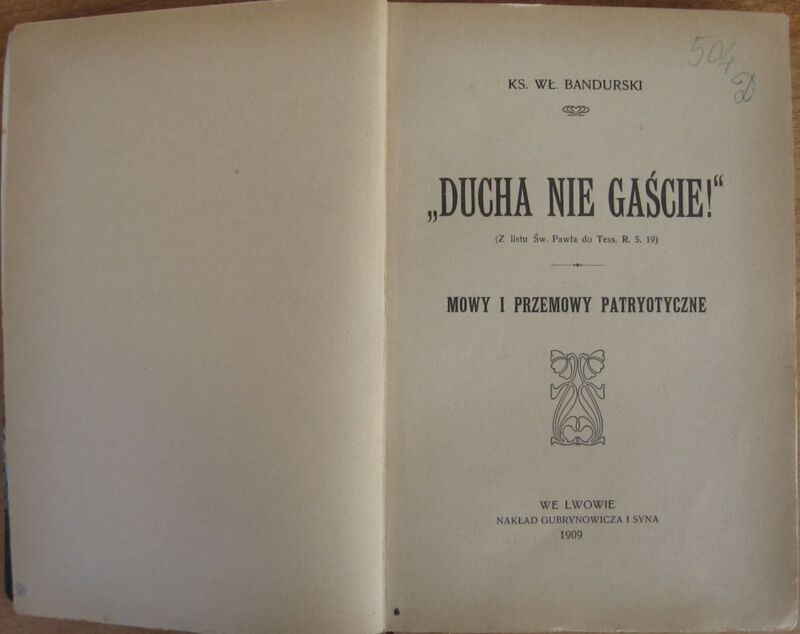 504
D
KS. WŁ. BANDURSKI
„DUCHA NIE GAŚCIE!“
(Z listu Św. Pawła do Tess. R. 5. 19)
MOWY I PRZEMOWY PATRYOTYCZNE
WE LWOWIE
NAKŁAD GUBRYNOWICZA I SYNA
1909